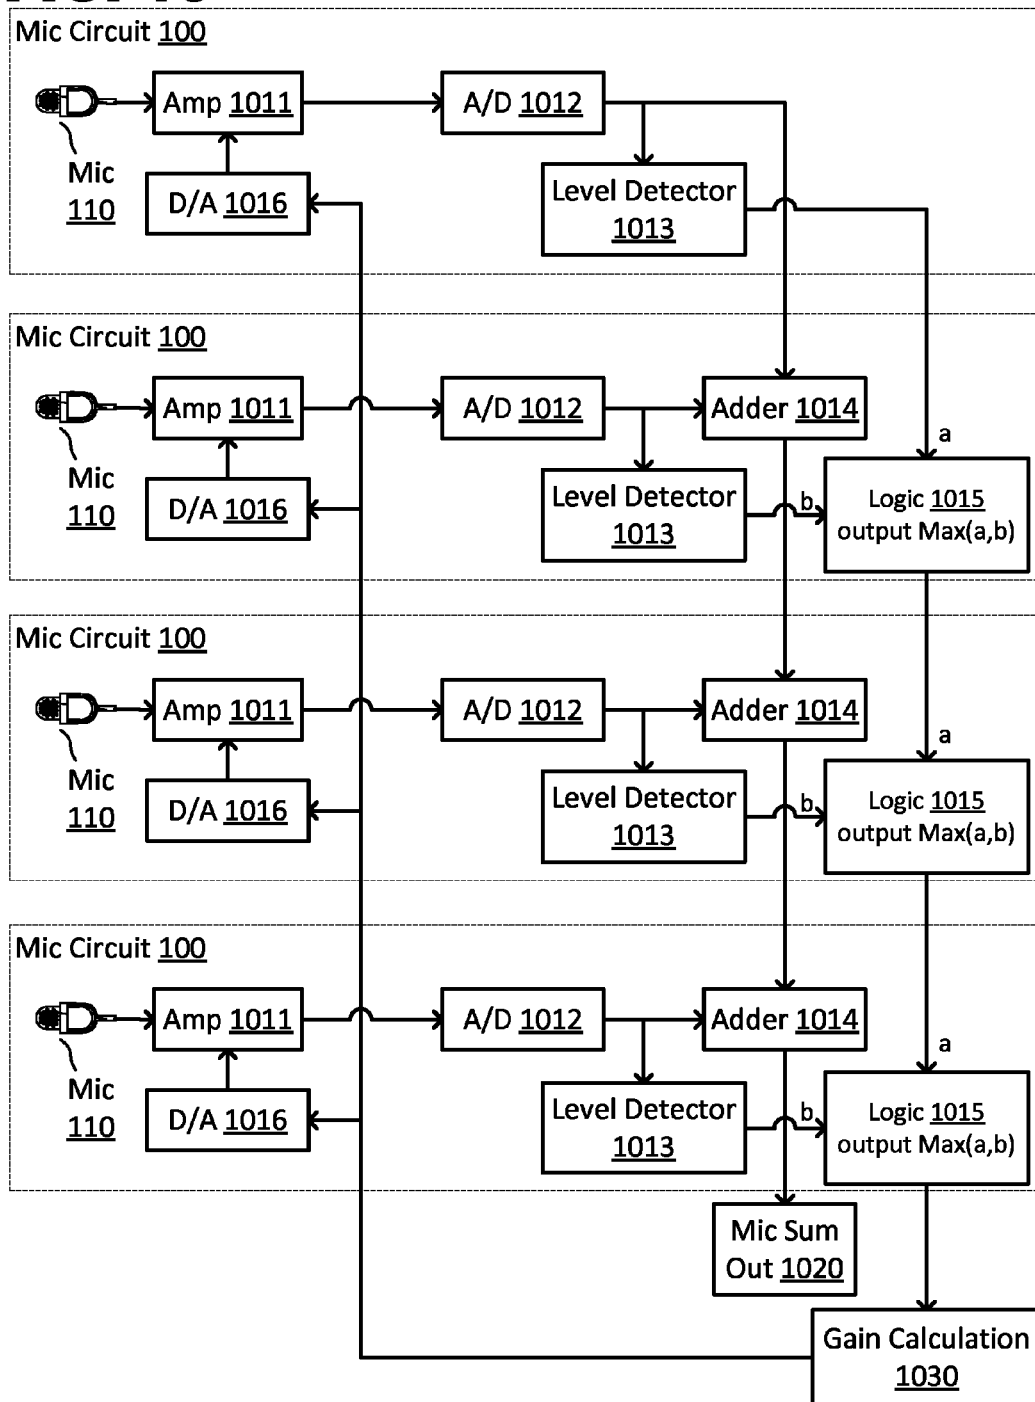 Mic Circuit 100
Amp 1011
A/D 1012
Mic
110
D/A 1016
Level Detector
1013
Mic Circuit 100
Amp 1011
A/D 1012
Adder 1014
a
Mic
110
D/A 1016
Level Detector
1013
b
Logic 1015
output Max(a,b)
Mic Circuit 100
Amp 1011
A/D 1012
Adder 1014
a
Mic
110
D/A 1016
Level Detector
1013
b
Logic 1015
output Max(a,b)
Mic Circuit 100
Amp 1011
A/D 1012
Adder 1014
a
Mic
110
D/A 1016
Level Detector
1013
b
Logic 1015
output Max(a,b)
Mic Sum
Out 1020
Gain Calculation
1030